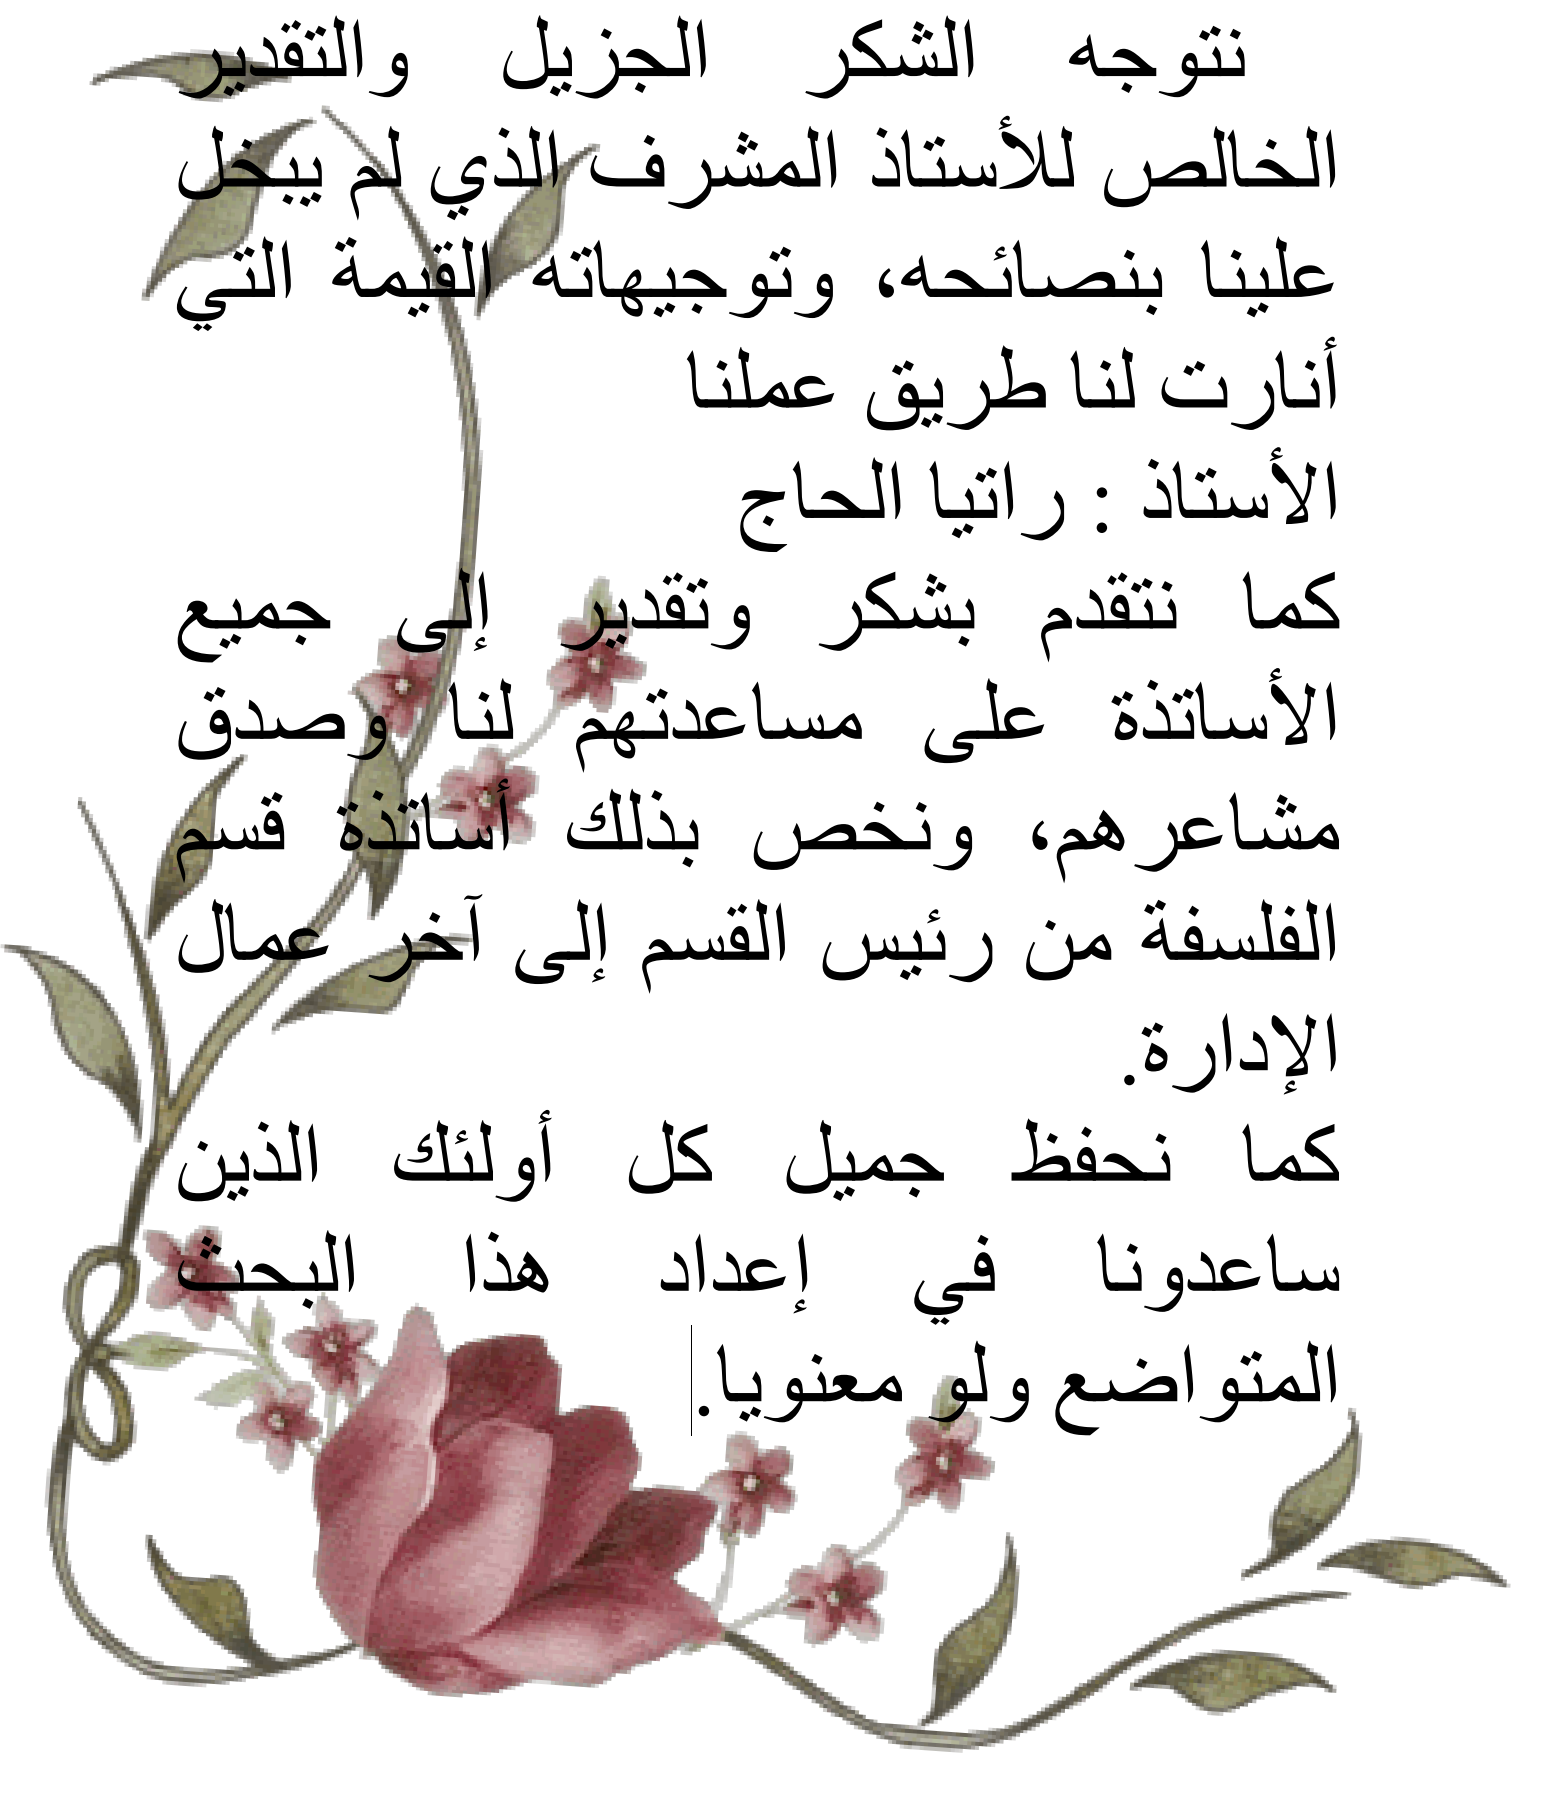 نتوجه الشكر الجزيل والتقدير
الخالص للأستاذ المشرف الذي لم يبخل
علينا بنصائحه، وتوجيهاته القيمة التي
أنارت لنا طريق عملنا
الأستاذ : راتيا الحاج
كما نتقدم بشكر وتقدير إلى جميع
الأساتذة على مساعدتهم لنا وصدق
مشاعرهم، ونخص بذلك أساتذة قسم
الفلسفة من رئيس القسم إلى آخر عمال
الإدارة.
كما نحفظ جميل كل أولئك الذين
ساعدونا في إعداد هذا البحث
المتواضع ولو معنويا.